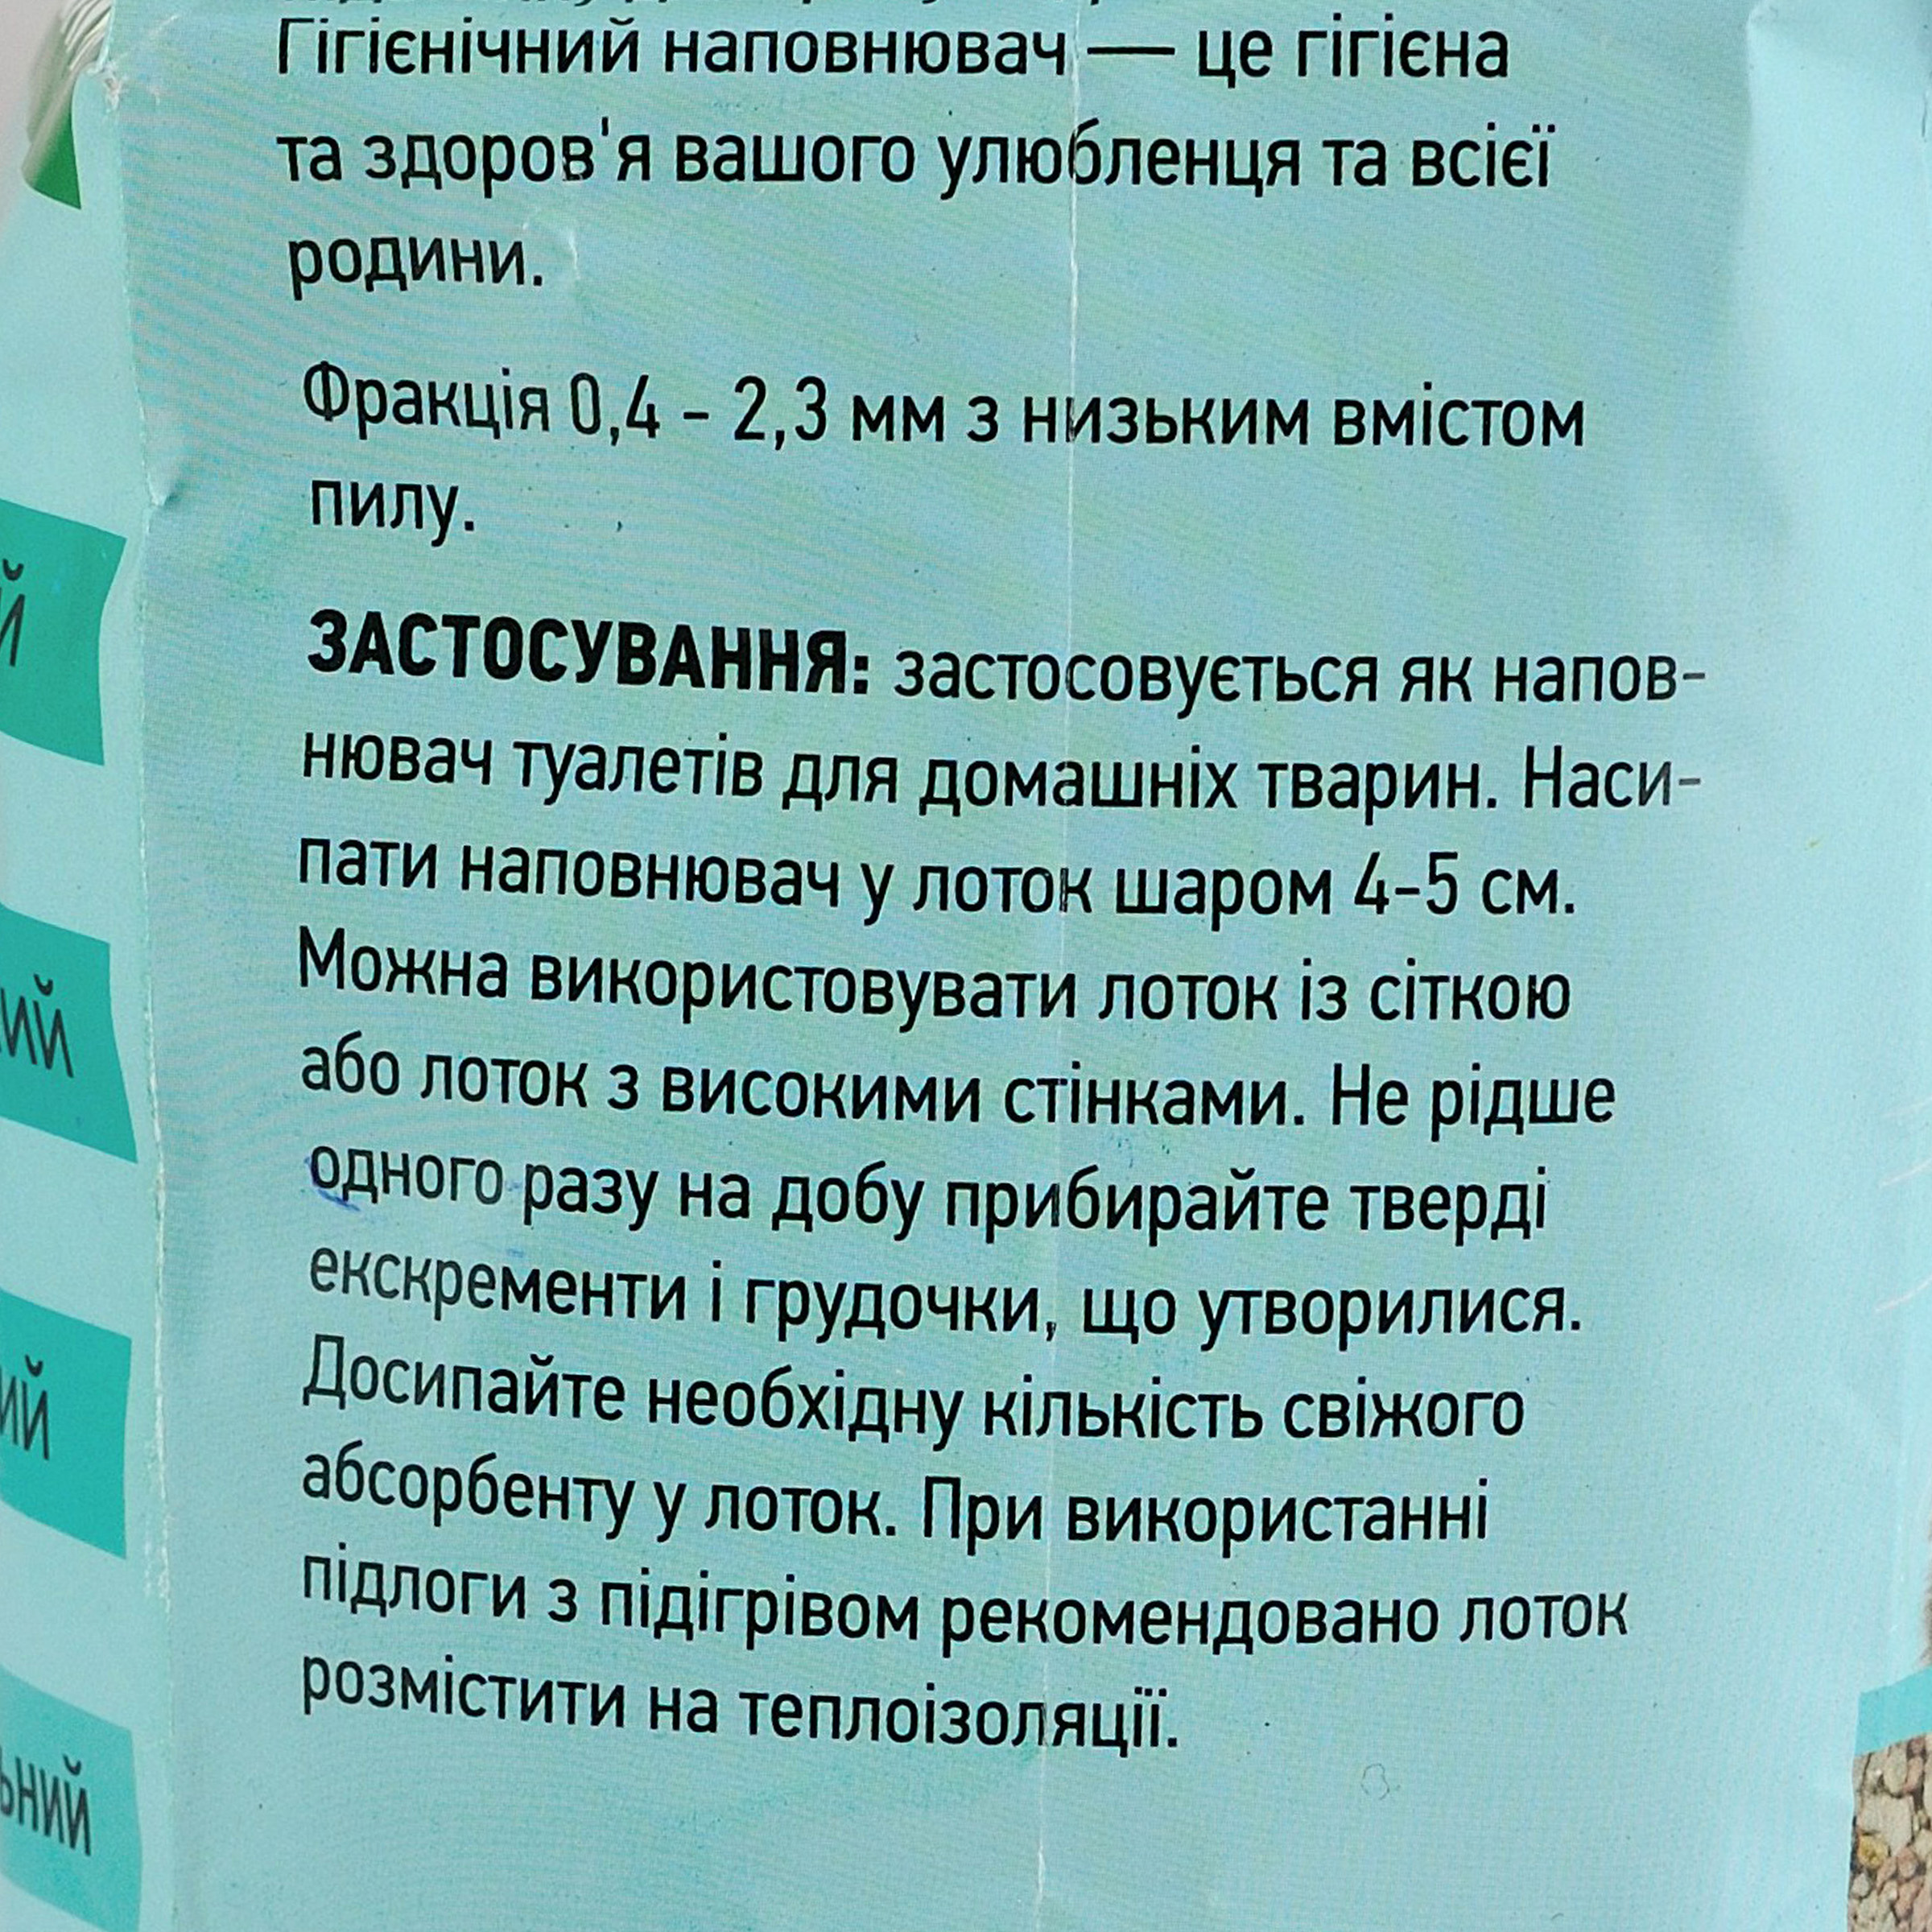 Гігієнічний наповнювач — це гігієна
та здоров'я вашого улюбленця та всієї
родини.
Фракція 0,4 - 2,3 мм з низьким вмістом
пилу.
ЗАСТОСУВАННЯ: застосовується як напов-
нювач туалетів для домашніх тварин. Наси-
пати наповнювач у лоток шаром 4-5 см.
Можна використовувати лоток із сіткою
або лоток з високими стінками. Не рідше
одного разу на добу прибирайте тверді
екскременти і грудочки, що утворилися.
Досипайте необхідну кількість свіжого
абсорбенту у лоток. При використанні
підлоги з підігрівом рекомендовано лоток
розмістити на теплоізоляції.